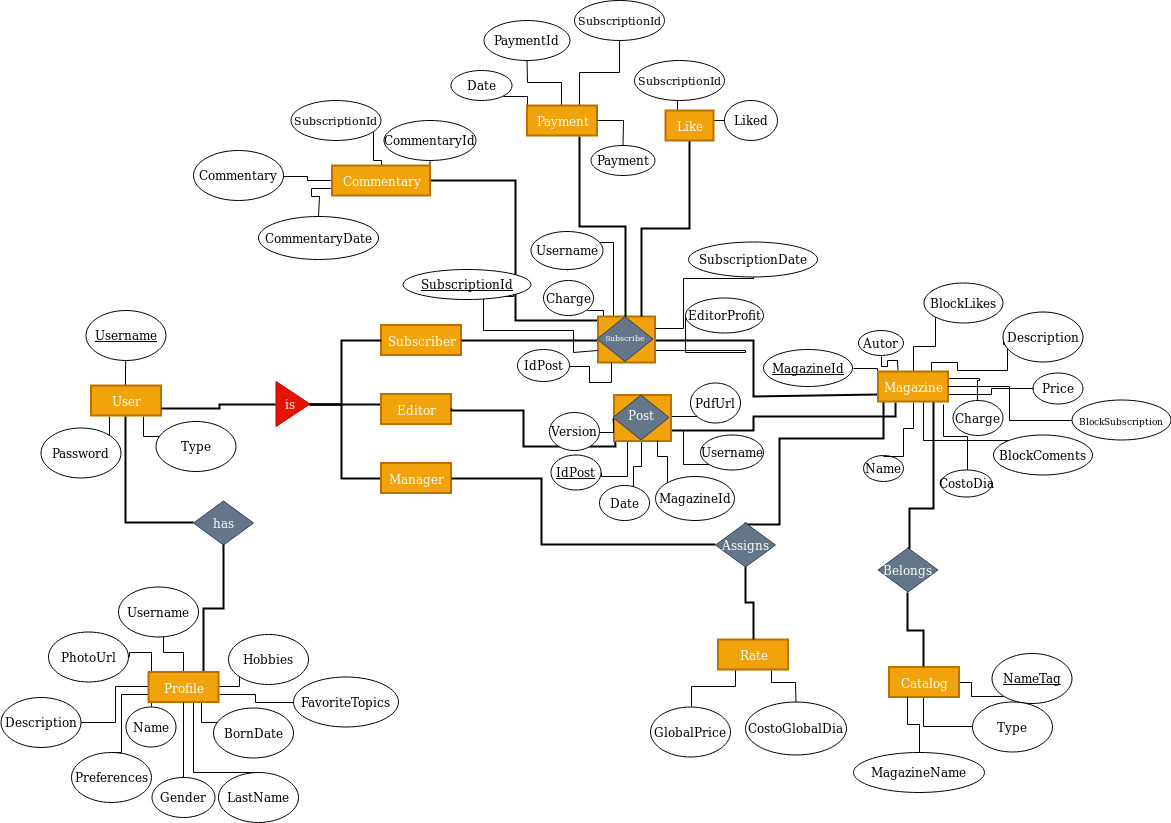 SubscriptionId
PaymentId
SubscriptionId
Date
SubscriptionId
Payment
Like
Liked
CommentaryId
Payment
Commentary
Commentary
CommentaryDate
Username
SubscriptionDate
SubscriptionId
Charge
EditorProfit
BlockLikes
Username
Subscriber
Subscribe
Autor
Description
IdPost
MagazineId
Magazine
Price
User
is
Editor
Post
PdfUrl
Charge
BlockSubscription
Password
Type
Version
Username
Name
BlockComents
Manager
IdPost
Date
MagazineId
CostoDia
has
Assigns
Belongs
Username
PhotoUrl
Hobbies
Rate
Catalog
NameTag
Profile
FavoriteTopics
Description
Name
BornDate
GlobalPrice
CostoGlobalDia
Type
Preferences
Gender
LastName
MagazineName